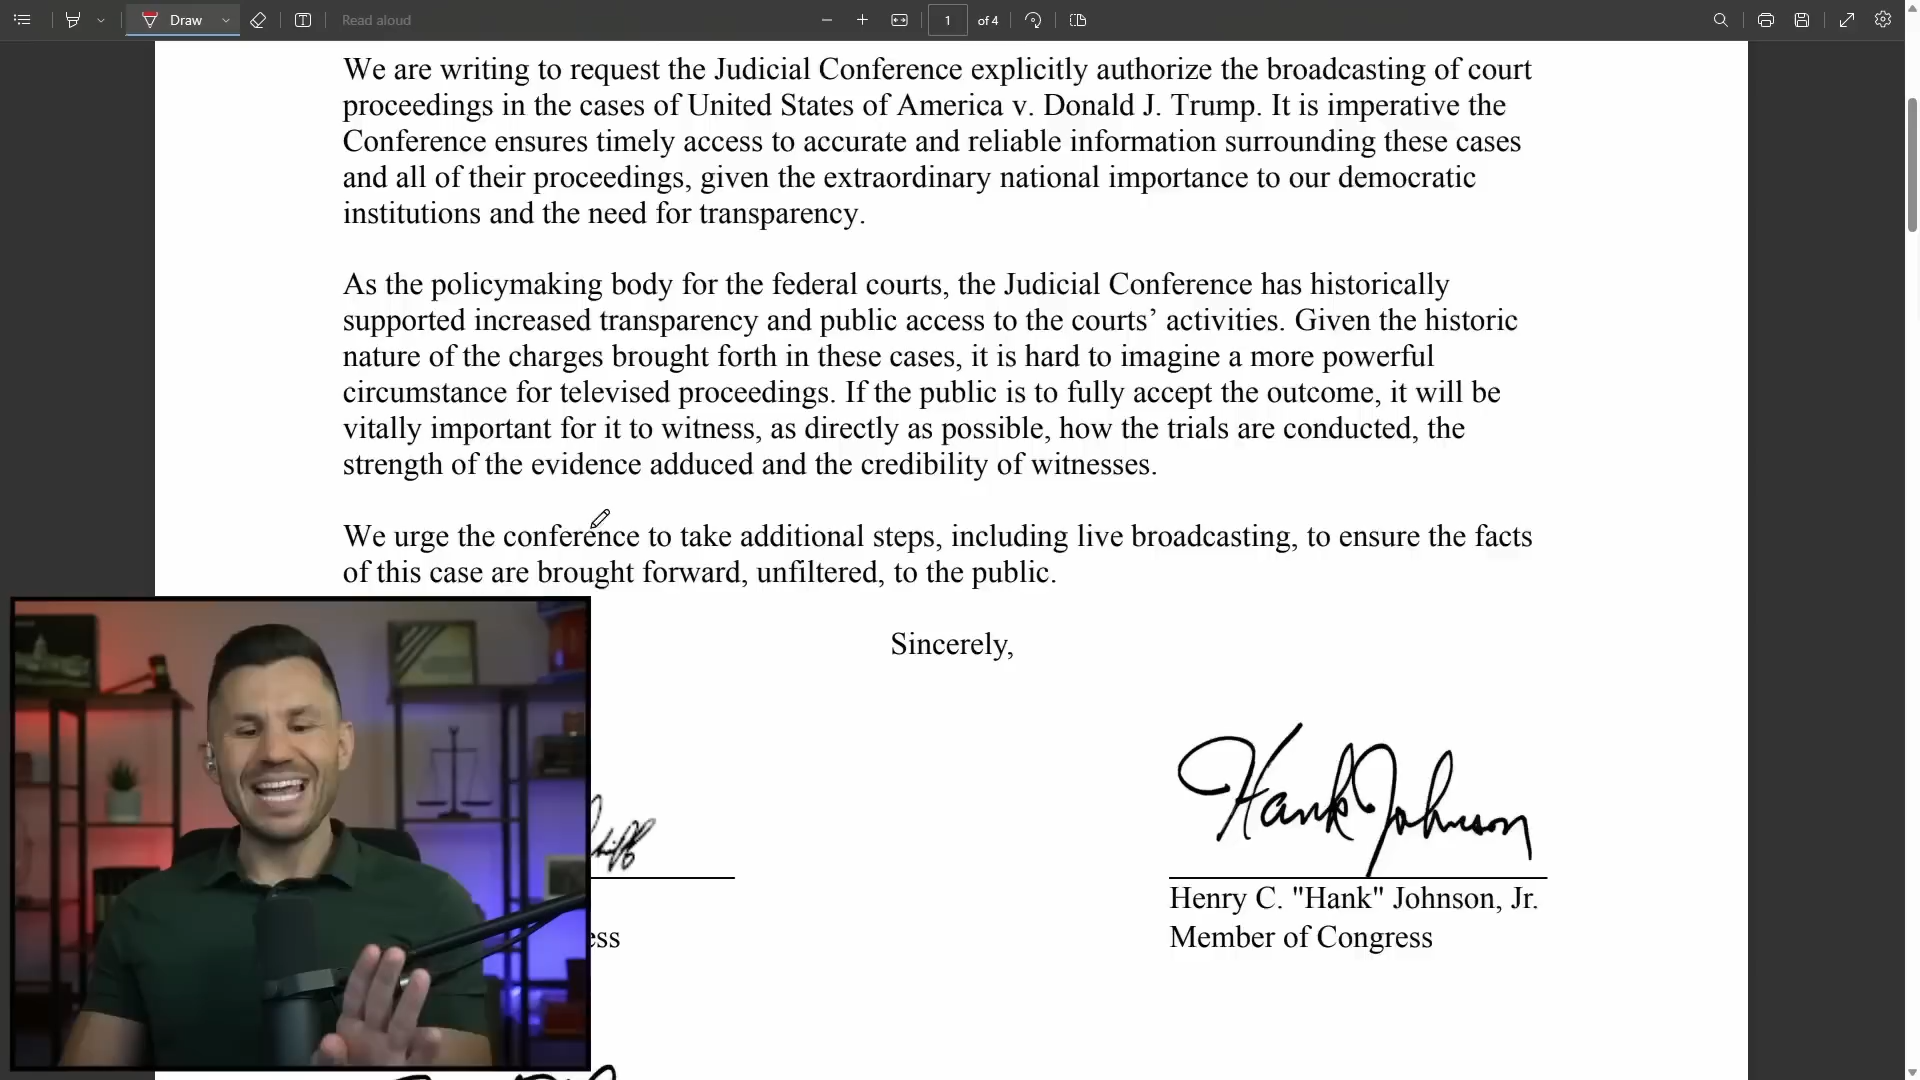 Draw
Read aloud
1 of 4
We are writing to request the Judicial Conference explicitly authorize the broadcasting of court
proceedings in the cases of United States of America v. Donald J. Trump. It is imperative the
Conference ensures timely access to accurate and reliable information surrounding these cases
and all of their proceedings, given the extraordinary national importance to our democratic
institutions and the need for transparency.
As the policymaking body for the federal courts, the Judicial Conference has historically
supported increased transparency and public access to the courts’ activities. Given the historic
nature of the charges brought forth in these cases, it is hard to imagine a more powerful
circumstance for televised proceedings. If the public is to fully accept the outcome, it will be
vitally important for it to witness, as directly as possible, how the trials are conducted, the
strength of the evidence adduced and the credibility of witnesses.
We urge the conference to take additional steps, including live broadcasting, to ensure the facts
of this case are brought forward, unfiltered, to the public.
Sincerely,
Hank Johnson
Henry C. "Hank" Johnson, Jr.
ess
Member of Congress